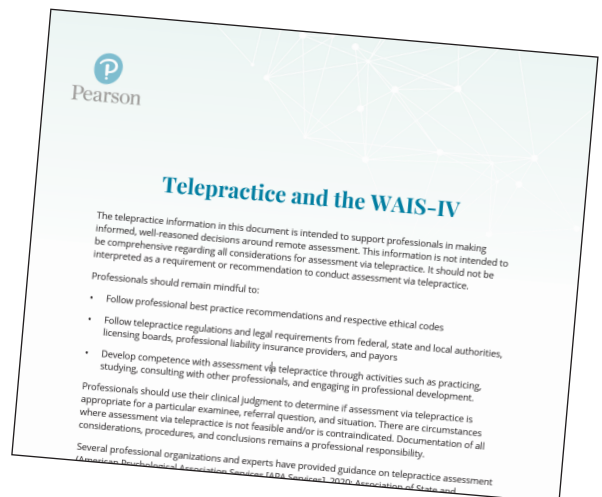 Pearson
Telepractice and the WAIS–IV
The telepractice information in this document is intended to support professionals in making
informed, well-reasoned decisions around remote assessment. This information is not intended to
be comprehensive regarding all considerations for assessment via telepractice. It should not be
interpreted as a requirement or recommendation to conduct assessment via telepractice.
Professionals should remain mindful to:
• Follow professional best practice recommendations and respective ethical codes
• Follow telepractice regulations and legal requirements from federal, state and local authorities,
licensing boards, professional liability insurance providers, and payors
• Develop competence with assessment via telepractice through activities such as practicing,
studying, consulting with other professionals, and engaging in professional development.
Professionals should use their clinical judgment to determine if assessment via telepractice is
appropriate for a particular examinee, referral question, and situation. There are circumstances
where assessment via telepractice is not feasible and/or is contraindicated. Documentation of all
considerations, procedures, and conclusions remains a professional responsibility.
Several professional organizations and experts have provided guidance on telepractice assessment
(American Psychological Association Services [APA Services], 2020; Association of State and